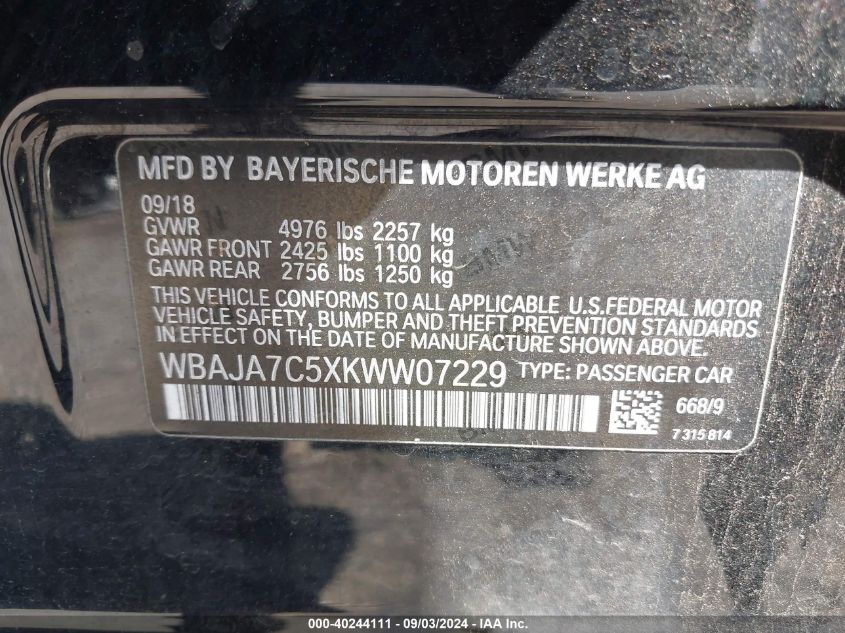 MFD BY BAYERISCHE MOTOREN WERKE AG
09/18
GVWR 4976 lbs 2257 kg
GAWR FRONT 2425 lbs 1100 kg
GAWR REAR 2756 lbs 1250 kg
THIS VEHICLE CONFORMS TO ALL APPLICABLE U.S.FEDERAL MOTOR
VEHICLE SAFETY, BUMPER AND THEFT PREVENTION STANDARDS
IN EFFECT ON THE DATE OF MANUFACTURE SHOWN ABOVE.
WBAJA7C5XKWW07229 TYPE: PASSENGER CAR
668/9
7 315 814
000-40244111 - 09/03/2024 - IAA Inc.